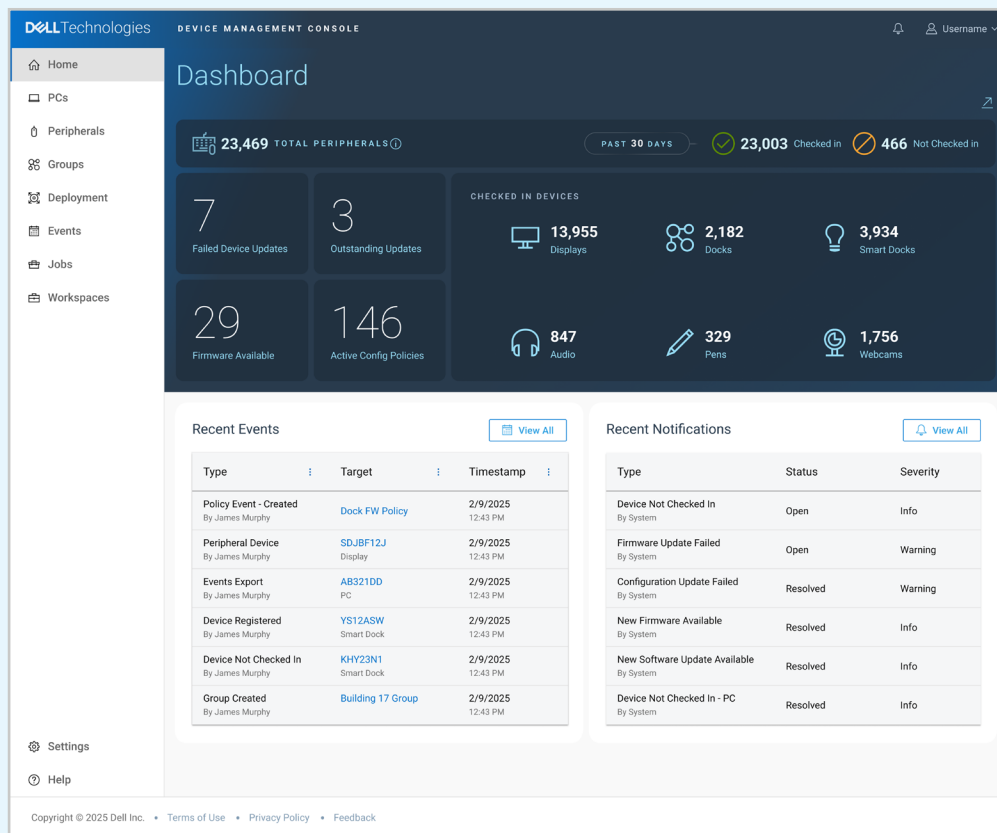 DELLTechnologies
DEVICE MANAGEMENT CONSOLE
Username
Home
PCs
Peripherals
Groups
Deployment
Events
Jobs
Workspaces
Settings
Help
Dashboard
23,469 TOTAL PERIPHERALS
PAST 30 DAYS
23,003 Checked in
466 Not Checked in
7
Failed Device Updates
3
Outstanding Updates
29
Firmware Available
146
Active Config Policies
CHECKED IN DEVICES
13,955
Displays
2,182
Docks
3,934
Smart Docks
847
Audio
329
Pens
1,756
Webcams
Recent Events
View All
Type Target Timestamp
Policy Event - Created Dock FW Policy 2/9/2025
By James Murphy 12:43 PM
Peripheral Device SDJBF12J 2/9/2025
By James Murphy Display 12:43 PM
Events Export AB321DD 2/9/2025
By James Murphy PC 12:43 PM
Device Registered YS12ASW 2/9/2025
By James Murphy Smart Dock 12:43 PM
Device Not Checked In KHY23N1 2/9/2025
By James Murphy Smart Dock 12:43 PM
Group Created Building 17 Group 2/9/2025
By James Murphy 12:43 PM
Recent Notifications
View All
Type Status Severity
Device Not Checked In Open Info
By System
Firmware Update Failed Open Warning
By System
Configuration Update Failed Resolved Warning
By System
New Firmware Available Resolved Info
By System
New Software Update Available Resolved Info
By System
Device Not Checked In - PC Resolved Info
By System
Copyright © 2025 Dell Inc. • Terms of Use • Privacy Policy • Feedback